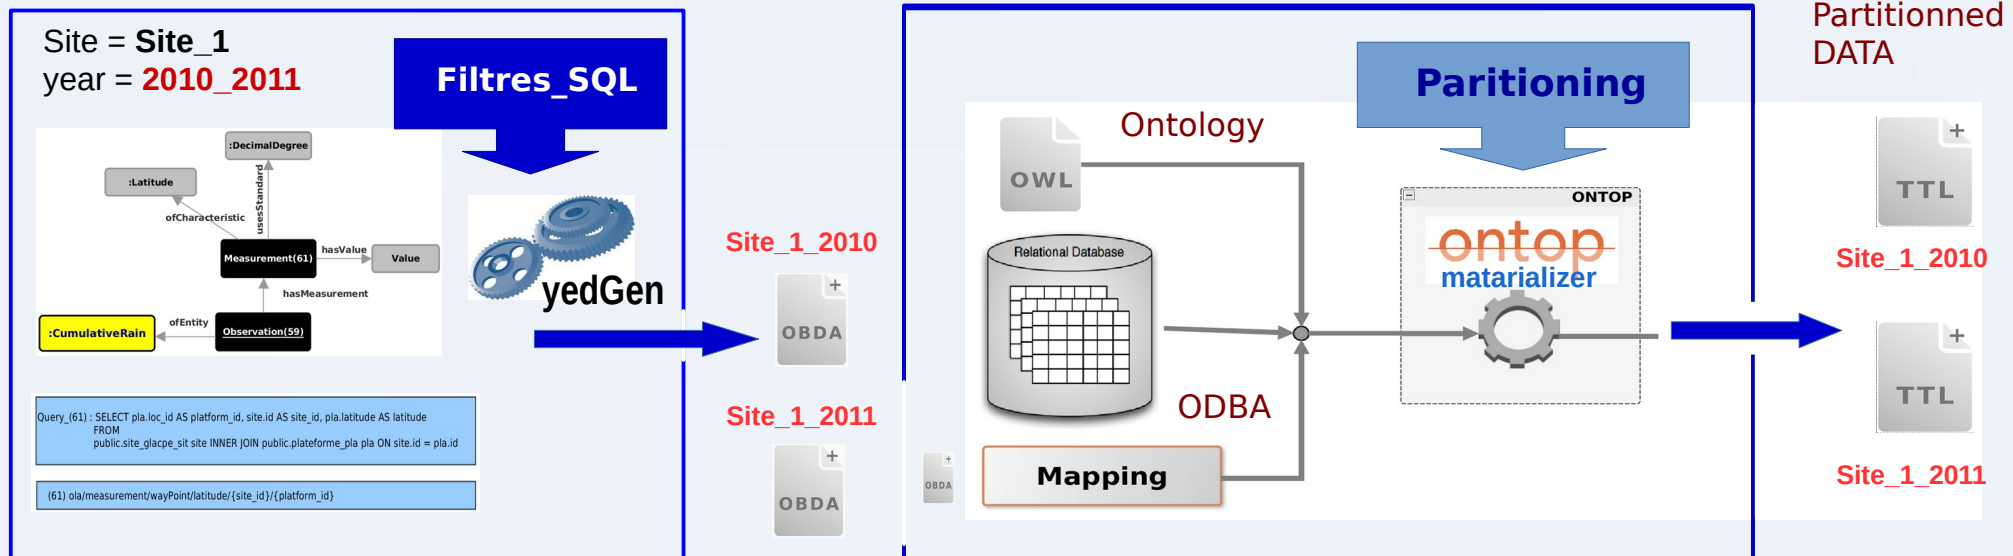 Site = Site_1
year = 2010_2011
Filtres_SQL
:DecimalDegree
:Latitude
usesStandard
ofCharacteristic
Measurement(61)
hasValue
Value
hasMeasurement
:CumulativeRain
ofEntity
Observation(59)
yedGen
Query_(61) : SELECT pla.loc_id AS platform_id, site.id AS site_id, pla.latitude AS latitude
FROM
public.site_glacpe_sit site INNER JOIN public.plateforme_pla pla ON site.id = pla.id
(61) ola/measurement/wayPoint/latitude/{site_id}/{platform_id}
Site_1_2010
+
OBDA
Site_1_2011
+
OBDA
+
OBDA
Ontology
OWL
Relational Database
ODBA
Mapping
Paritioning
ONTOP
ontop
matarializer
Partitionned
DATA
+
TTL
Site_1_2010
+
TTL
Site_1_2011